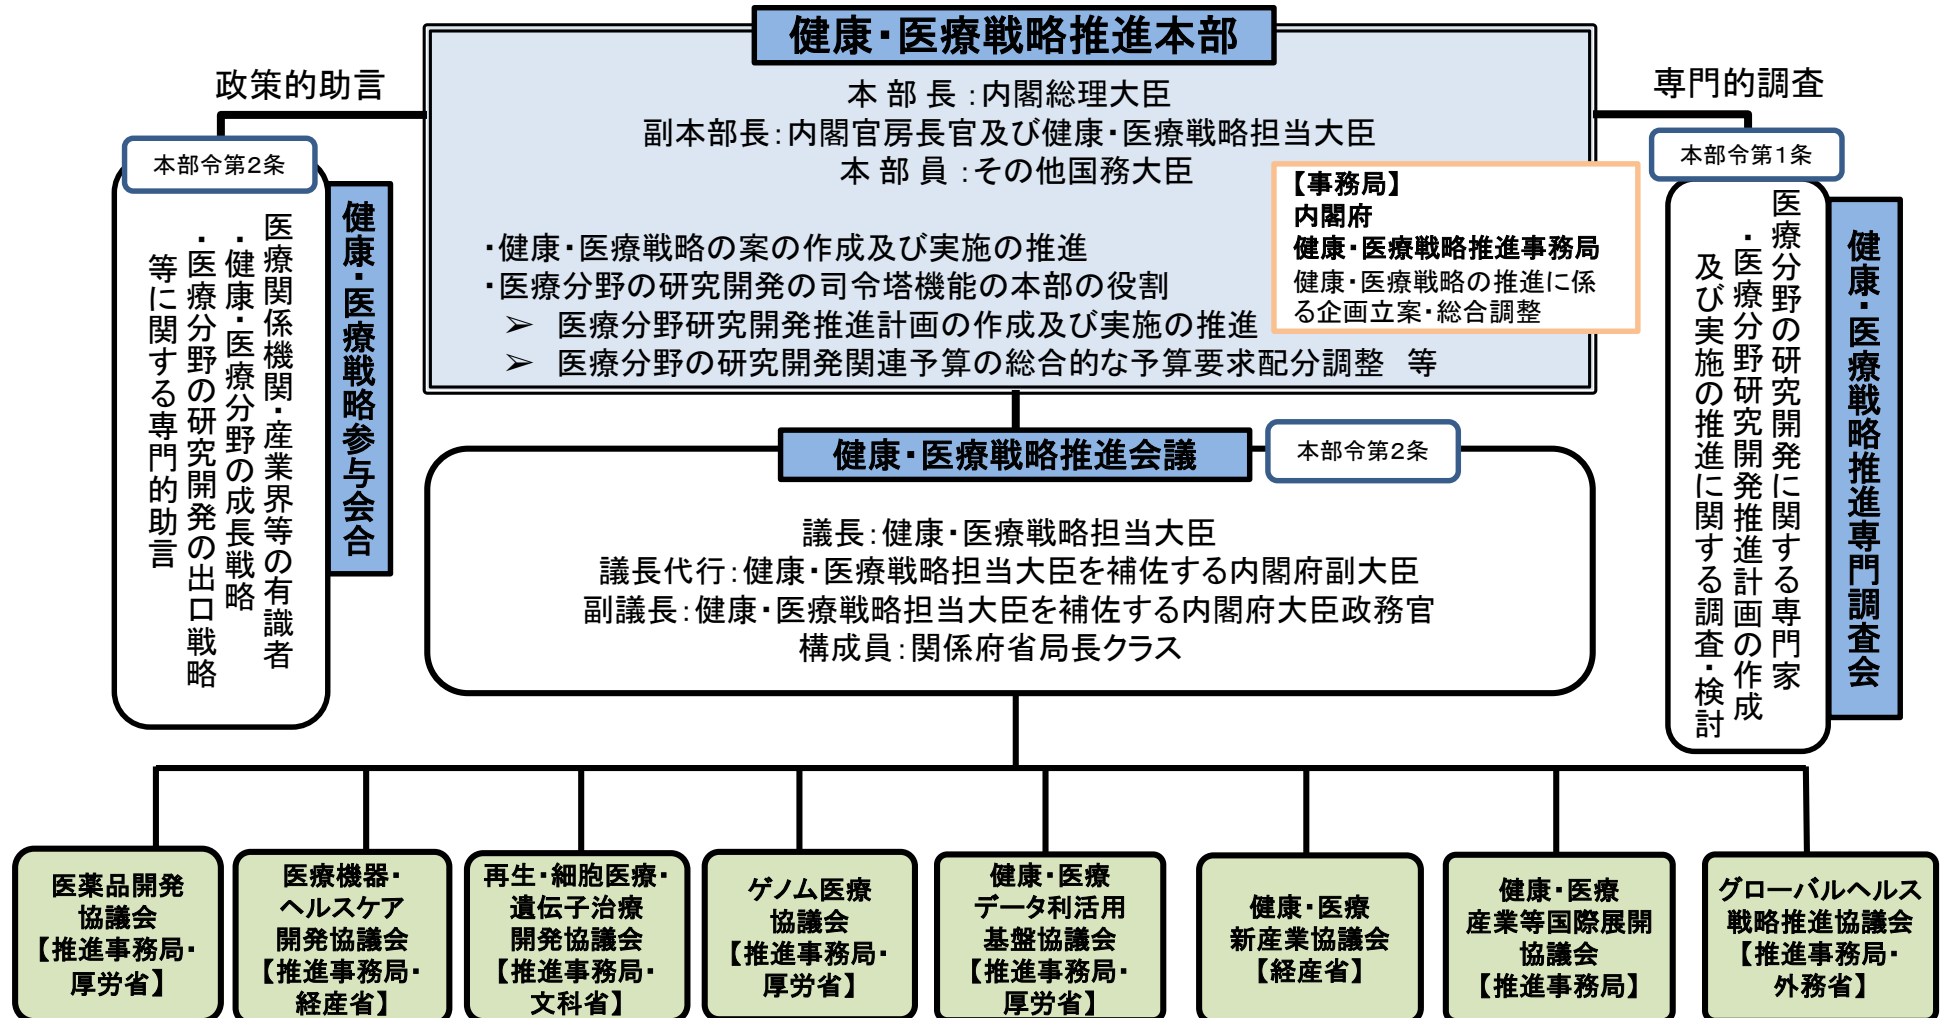 健康・医療戦略推進本部
本 部 長 ：内閣総理大臣
副本部長：内閣官房長官及び健康・医療戦略担当大臣
本 部 員 ：その他国務大臣
・健康・医療戦略の案の作成及び実施の推進
・医療分野の研究開発の司令塔機能の本部の役割
➢ 医療分野研究開発推進計画の作成及び実施の推進
➢ 医療分野の研究開発関連予算の総合的な予算要求配分調整 等
【事務局】
内閣府
健康・医療戦略推進事務局
健康・医療戦略の推進に係
る企画立案・総合調整
政策的助言
本部令第２条
健康・医療戦略参与会合
医療関係機関・産業界等の有識者
・健康・医療分野の成長戦略
・医療分野の研究開発の出口戦略
等に関する専門的助言
専門的調査
本部令第１条
健康・医療戦略推進専門調査会
医療分野の研究開発に関する専門家
・医療分野研究開発推進計画の作成
及び実施の推進に関する調査・検討
健康・医療戦略推進会議
本部令第２条
議長：健康・医療戦略担当大臣
議長代行：健康・医療戦略担当大臣を補佐する内閣府副大臣
副議長：健康・医療戦略担当大臣を補佐する内閣府大臣政務官
構成員：関係府省局長クラス
医薬品開発
協議会
【推進事務局・
厚労省】
医療機器・
ヘルスケア
開発協議会
【推進事務局・
経産省】
再生・細胞医療・
遺伝子治療
開発協議会
【推進事務局・
文科省】
ゲノム医療
協議会
【推進事務局・
厚労省】
健康・医療
データ利活用
基盤協議会
【推進事務局・
厚労省】
健康・医療
新産業協議会
【経産省】
健康・医療
産業等国際展開
協議会
【推進事務局】
グローバルヘルス
戦略推進協議会
【推進事務局・
外務省】